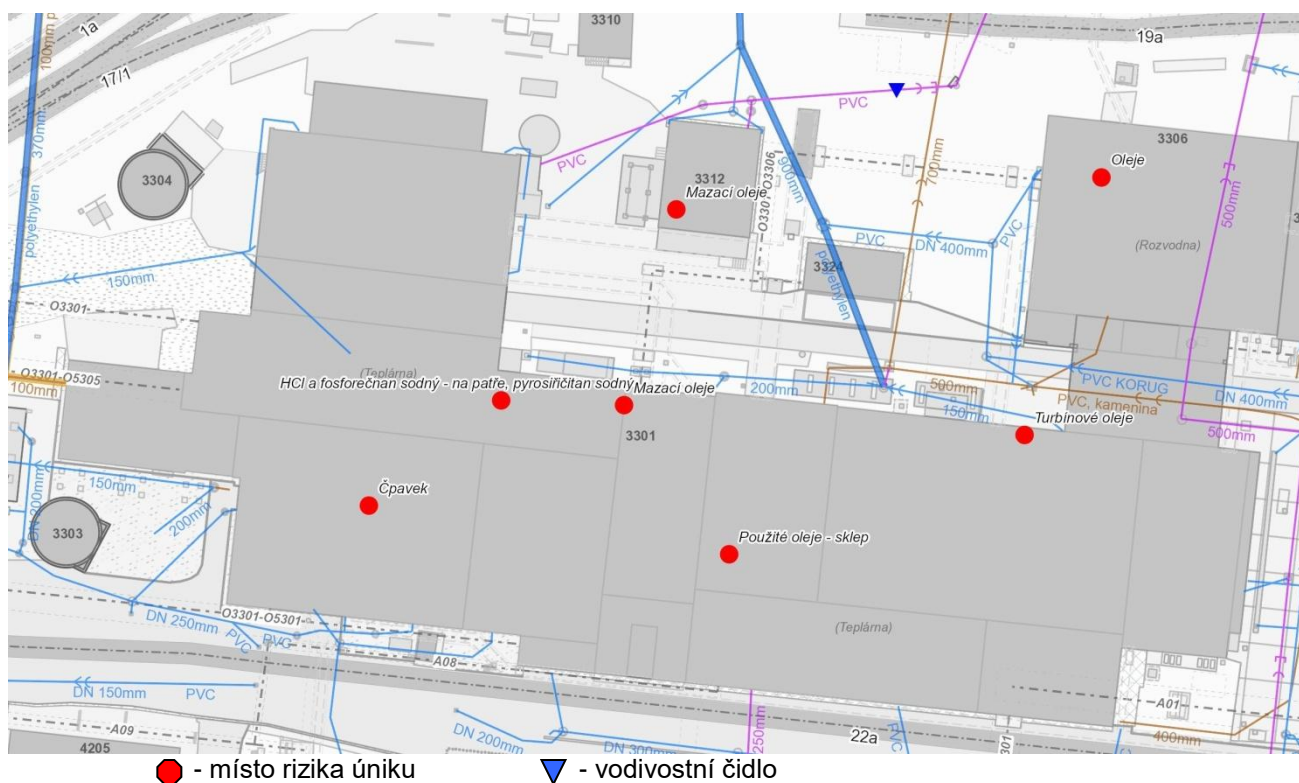 3310
1a
19a
17/1
100mm p
370mm
polyethylen
3304
PVC
PVC
3306
Oleje
3312
Mazací oleje
O3301-O3306
900mm
700mm
500mm
PVC
DN 400mm
PVC
(Rozvodna)
polyethylen
3324
150mm
O3301
O3301-O5305
100mm
(Teplárna)
HCl a fosforečnan sodný - na patře, pyrosiřičitan sodný
Mazací oleje
200mm
500mm
PVC, kamenina
150mm
PVC KORUG
DN 400mm
500mm
Turbínové oleje
3301
Čpavek
150mm
200mm
DN 200mm
3303
Použité oleje - sklep
(Teplárna)
DN 250mm
PVC
PVC
O3301-O5301
A08
DN 150mm
PVC
A09
4205
DN 200mm
DN 300mm
250mm
22a
301
A01
400mm
- místo rizika úniku
- vodivostní čidlo